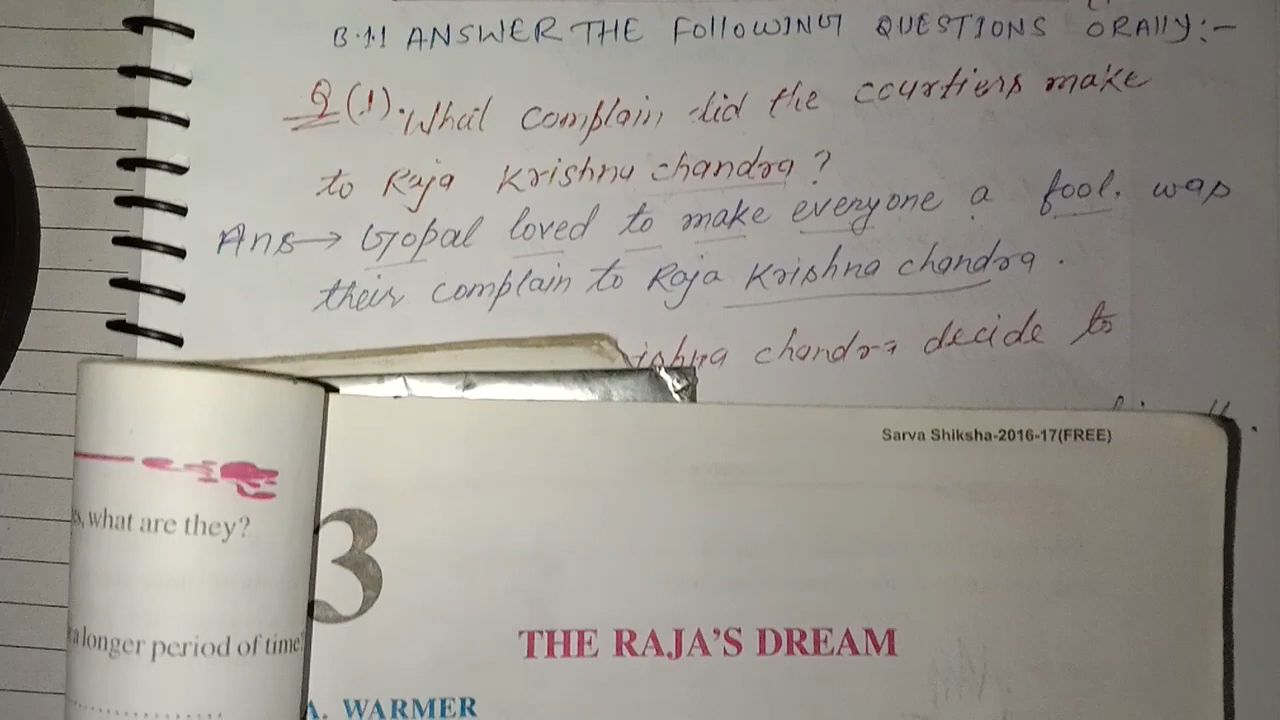 B.1.1 ANSWER THE FOllOWING QUESTIONS ORAlly:-
Q(1). What complain did the courtiers make
to Raja Krishna chandra?
Ans→ Gopal loved to make everyone a fool. was
their complain to Raja Krishna chandra.
ishna chandra decide to
Sarva Shiksha-2016-17(FREE)
s, what are they?
3
a longer period of time?
THE RAJA'S DREAM
A. WARMER